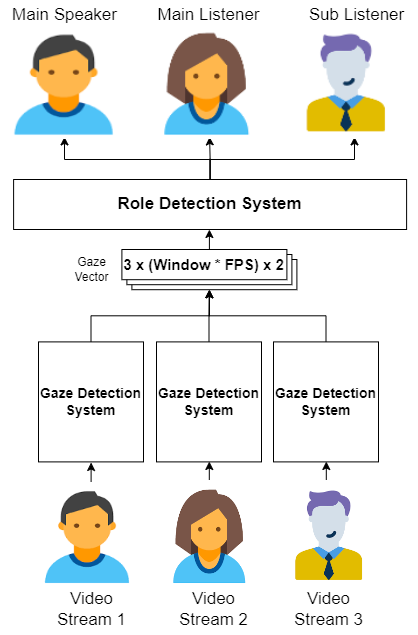 Main Speaker
Main Listener
Sub Listener
Role Detection System
Gaze
Vector
3 x (Window * FPS) x 2
Gaze Detection
System
Gaze Detection
System
Gaze Detection
System
Video
Stream 1
Video
Stream 2
Video
Stream 3